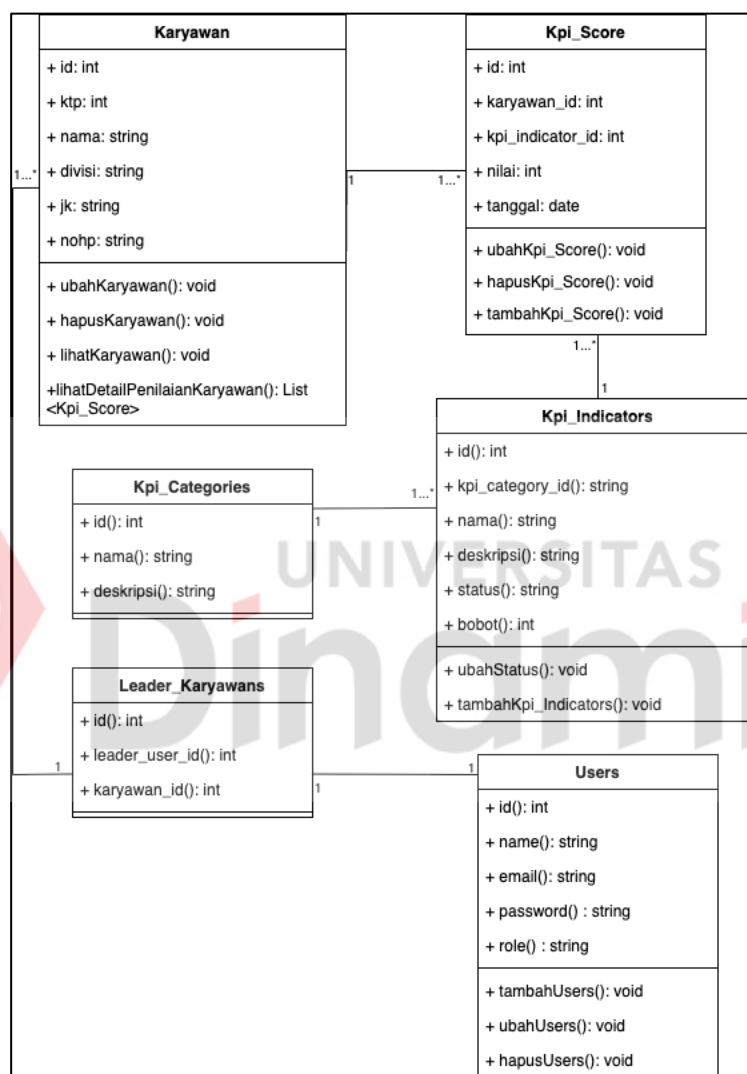 Karyawan
+ id: int
+ ktp: int
+ nama: string
+ divisi: string
+ jk: string
+ nohp: string
+ ubahKaryawan(): void
+ hapusKaryawan(): void
+ lihatKaryawan(): void
+lihatDetailPenilaianKaryawan(): List
<Kpi_Score>
1...*
1
1...*
Kpi_Score
+ id: int
+ karyawan_id: int
+ kpi_indicator_id: int
+ nilai: int
+ tanggal: date
+ ubahKpi_Score(): void
+ hapusKpi_Score(): void
+ tambahKpi_Score(): void
1...*
1
Kpi_Indicators
+ id(): int
+ kpi_category_id(): string
+ nama(): string
+ deskripsi(): string
+ status(): string
+ bobot(): int
+ ubahStatus(): void
+ tambahKpi_Indicators(): void
Kpi_Categories
+ id(): int
+ nama(): string
+ deskripsi(): string
1
1...*
UNIVERSITAS
Dinami
Leader_Karyawans
+ id(): int
+ leader_user_id(): int
+ karyawan_id(): int
1
1
1
Users
+ id(): int
+ name(): string
+ email(): string
+ password() : string
+ role() : string
+ tambahUsers(): void
+ ubahUsers(): void
+ hapusUsers(): void